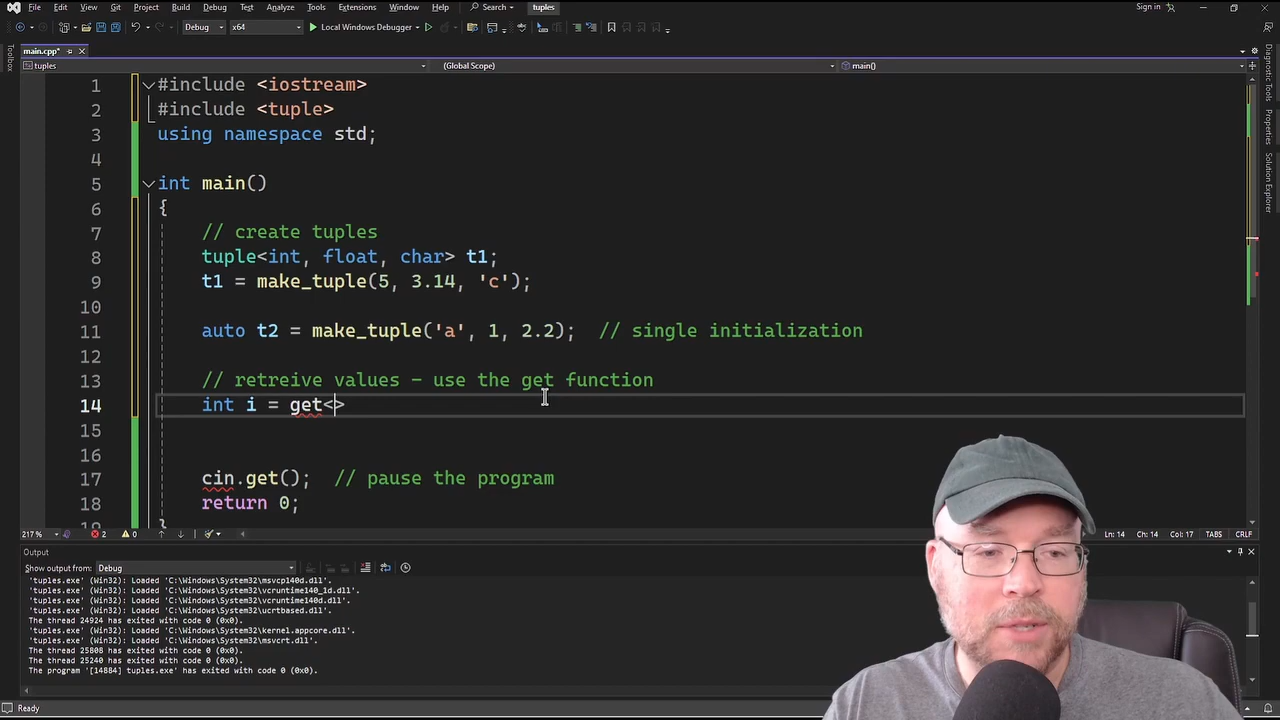 File Edit View Git Project Build Debug Test Analyze Tools Extensions Window Help Search tuples Sign in
Debug x64 Local Windows Debugger
main.cpp*
tuples (Global Scope) main()
1 #include <iostream>
2 #include <tuple>
3 using namespace std;
4
5 int main()
6 {
7 // create tuples
8 tuple<int, float, char> t1;
9 t1 = make_tuple(5, 3.14, 'c');
10
11 auto t2 = make_tuple('a', 1, 2.2); // single initialization
12
13 // retreive values - use the get function
14 int i = get<>
15
16
17 cin.get(); // pause the program
18 return 0;
19 }
217% 2 0 Ln: 14 Ch: 14 Col: 17 TABS CRLF
Output
Show output from: Debug
'tuples.exe' (Win32): Loaded 'C:\Windows\System32\msvcp140d.dll'.
'tuples.exe' (Win32): Loaded 'C:\Windows\System32\vcruntime140_1d.dll'.
'tuples.exe' (Win32): Loaded 'C:\Windows\System32\vcruntime140d.dll'.
'tuples.exe' (Win32): Loaded 'C:\Windows\System32\ucrtbased.dll'.
The thread 24924 has exited with code 0 (0x0).
'tuples.exe' (Win32): Loaded 'C:\Windows\System32\kernel.appcore.dll'.
'tuples.exe' (Win32): Loaded 'C:\Windows\System32\msvcrt.dll'.
The thread 25808 has exited with code 0 (0x0).
The thread 25240 has exited with code 0 (0x0).
The program '[14884] tuples.exe' has exited with code 0 (0x0).
Ready
Toolbox
Diagnostic Tools
Properties
Solution Explorer